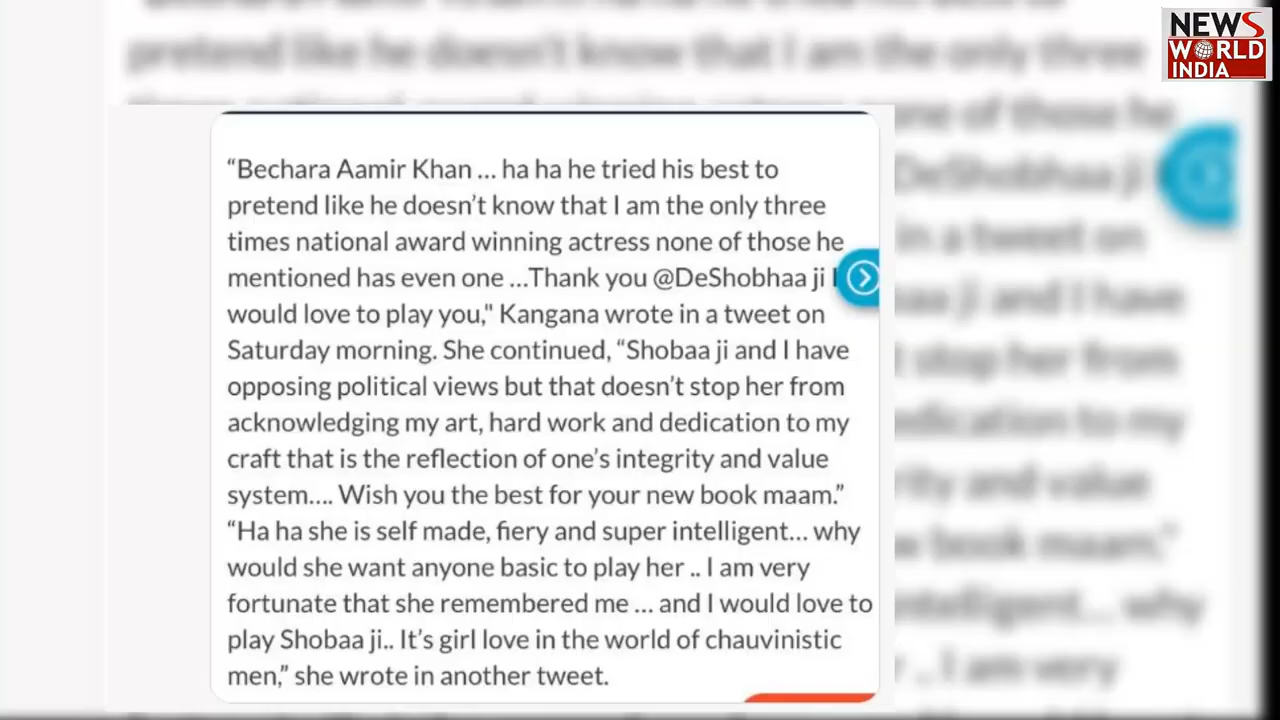 NEWS
WORLD
INDIA
“Bechara Aamir Khan ... ha ha he tried his best to
pretend like he doesn’t know that I am the only three
times national award winning actress none of those he
mentioned has even one ...Thank you @DeShobhaa ji I
would love to play you," Kangana wrote in a tweet on
Saturday morning. She continued, “Shobaa ji and I have
opposing political views but that doesn’t stop her from
acknowledging my art, hard work and dedication to my
craft that is the reflection of one’s integrity and value
system.... Wish you the best for your new book maam.”
“Ha ha she is self made, fiery and super intelligent... why
would she want anyone basic to play her .. I am very
fortunate that she remembered me ... and I would love to
play Shobaa ji.. It’s girl love in the world of chauvinistic
men,” she wrote in another tweet.